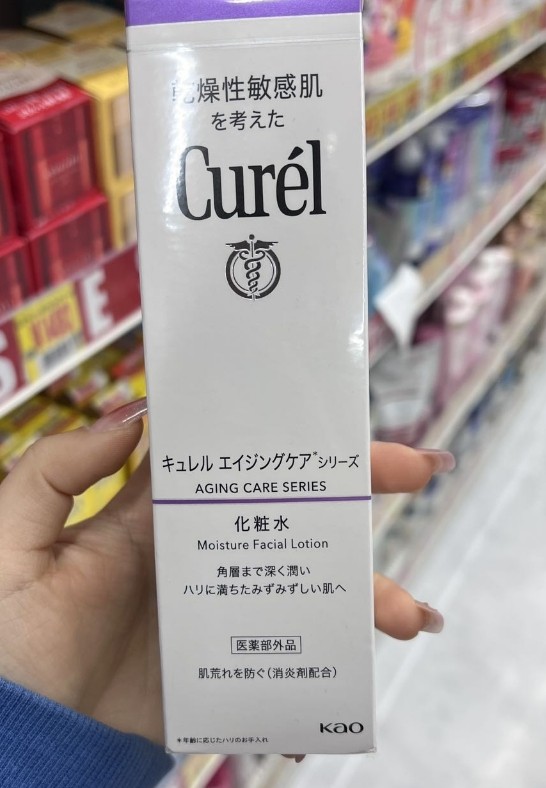 乾燥性敏感肌
を考えた
Curél
キュレル エイジングケア*シリーズ
AGING CARE SERIES
化粧水
Moisture Facial Lotion
角層まで深く潤い
ハリに満ちたみずみずしい肌へ
医薬部外品
肌荒れを防ぐ(消炎剤配合)
Kao
*年齢に応じたハリのお手入れ